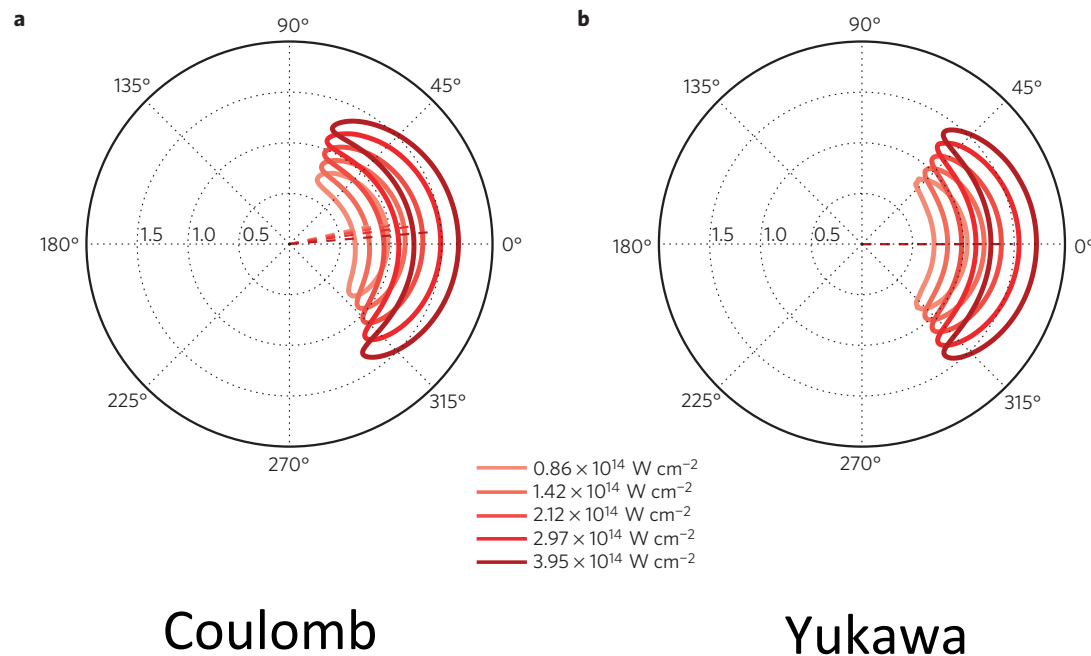 a
90°
135°
45°
180°
1.5
1.0
0.5
0°
225°
315°
270°
b
90°
135°
45°
180°
1.5
1.0
0.5
0°
225°
315°
270°
0.86 × 10¹⁴ W cm⁻²
1.42 × 10¹⁴ W cm⁻²
2.12 × 10¹⁴ W cm⁻²
2.97 × 10¹⁴ W cm⁻²
3.95 × 10¹⁴ W cm⁻²
Coulomb
Yukawa